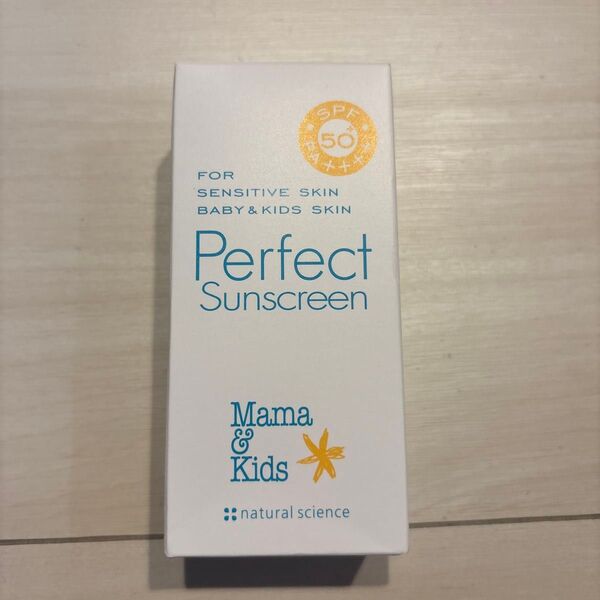 SPF
50+
PA++++
FOR
SENSITIVE SKIN
BABY & KIDS SKIN
Perfect
Sunscreen
Mama
&
Kids
natural science